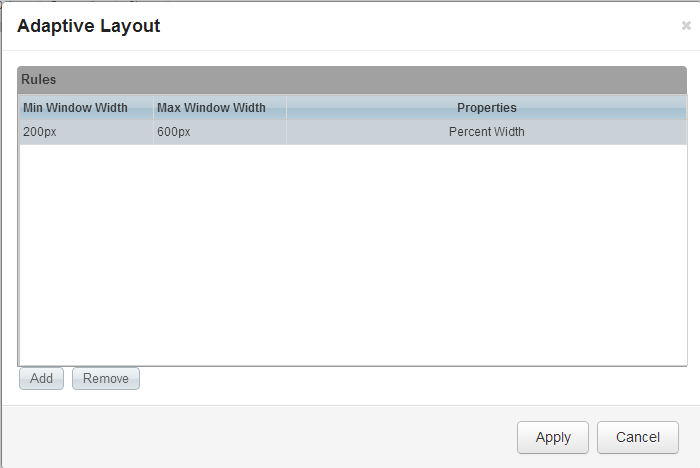 Adaptive Layout
Rules
Min Window Width Max Window Width Properties
200px 600px Percent Width
Add Remove
Apply Cancel